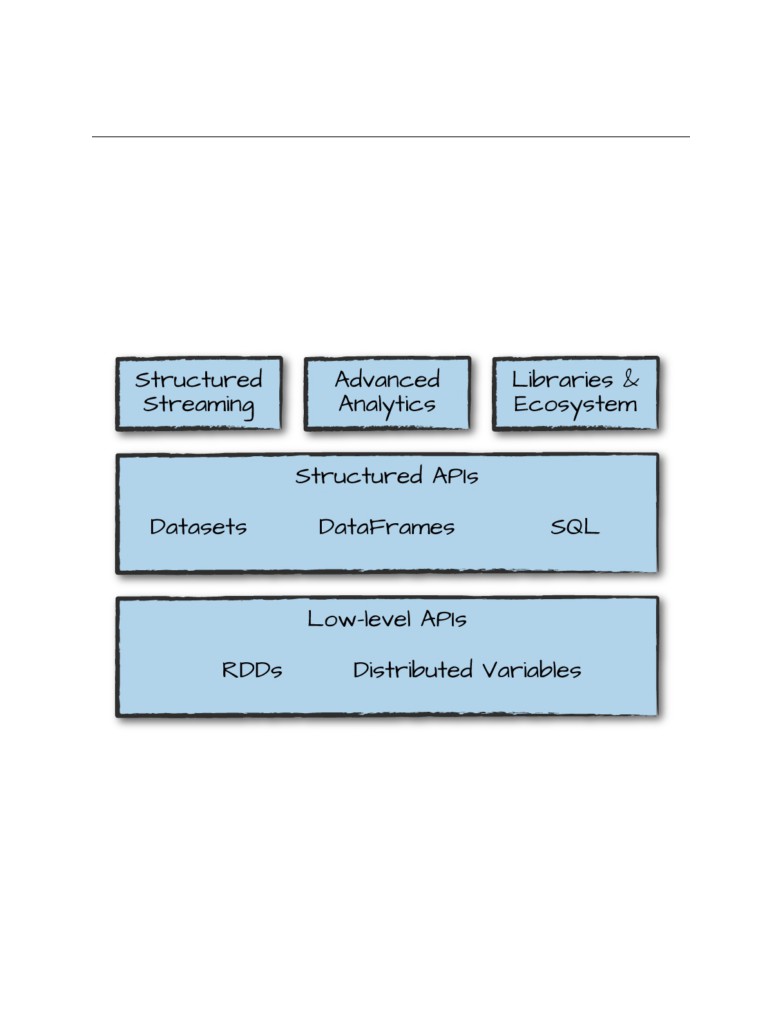 Structured
Streaming
Advanced
Analytics
Libraries &
Ecosystem
Structured APIs
Datasets DataFrames SQL
Low-level APIs
RDDs Distributed Variables